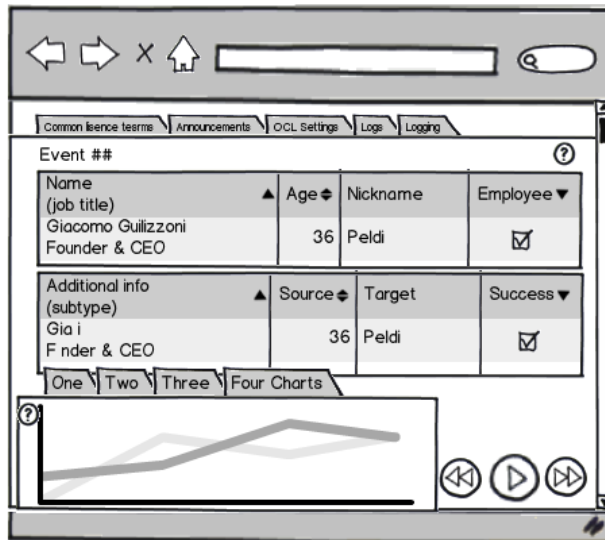 Common lisence tesrms Announcements OCL Settings Logs Logging
Event ## ?
Name
(job title) Age Nickname Employee
Giacomo Guilizzoni
Founder & CEO 36 Peldi
Additional info
(subtype) Source Target Success
Gia i
F nder & CEO 36 Peldi
One Two Three Four Charts
?